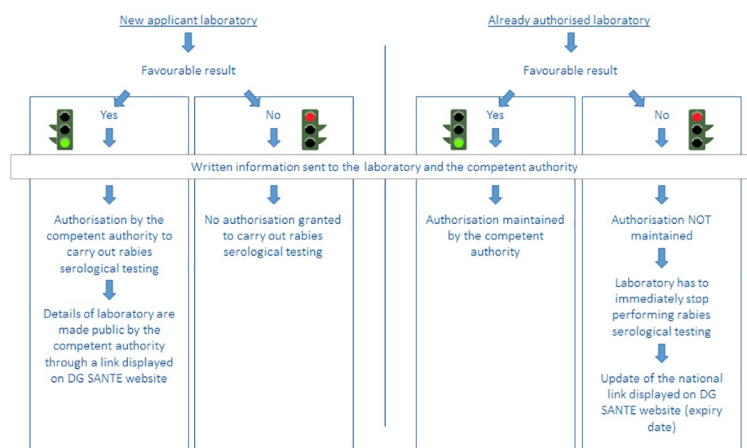 New applicant laboratory
Already authorised laboratory
Favourable result
Favourable result
Yes
No
Yes
No
Written information sent to the laboratory and the competent authority
Authorisation by the
competent authority to
carry out rabies
serological testing
Details of laboratory are
made public by the
competent authority
through a link displayed
on DG SANTE website
No authorisation granted
to carry out rabies
serological testing
Authorisation maintained
by the competent
authority
Authorisation NOT
maintained
Laboratory has to
immediately stop
performing rabies
serological testing
Update of the national
link displayed on DG
SANTE website (expiry
date)